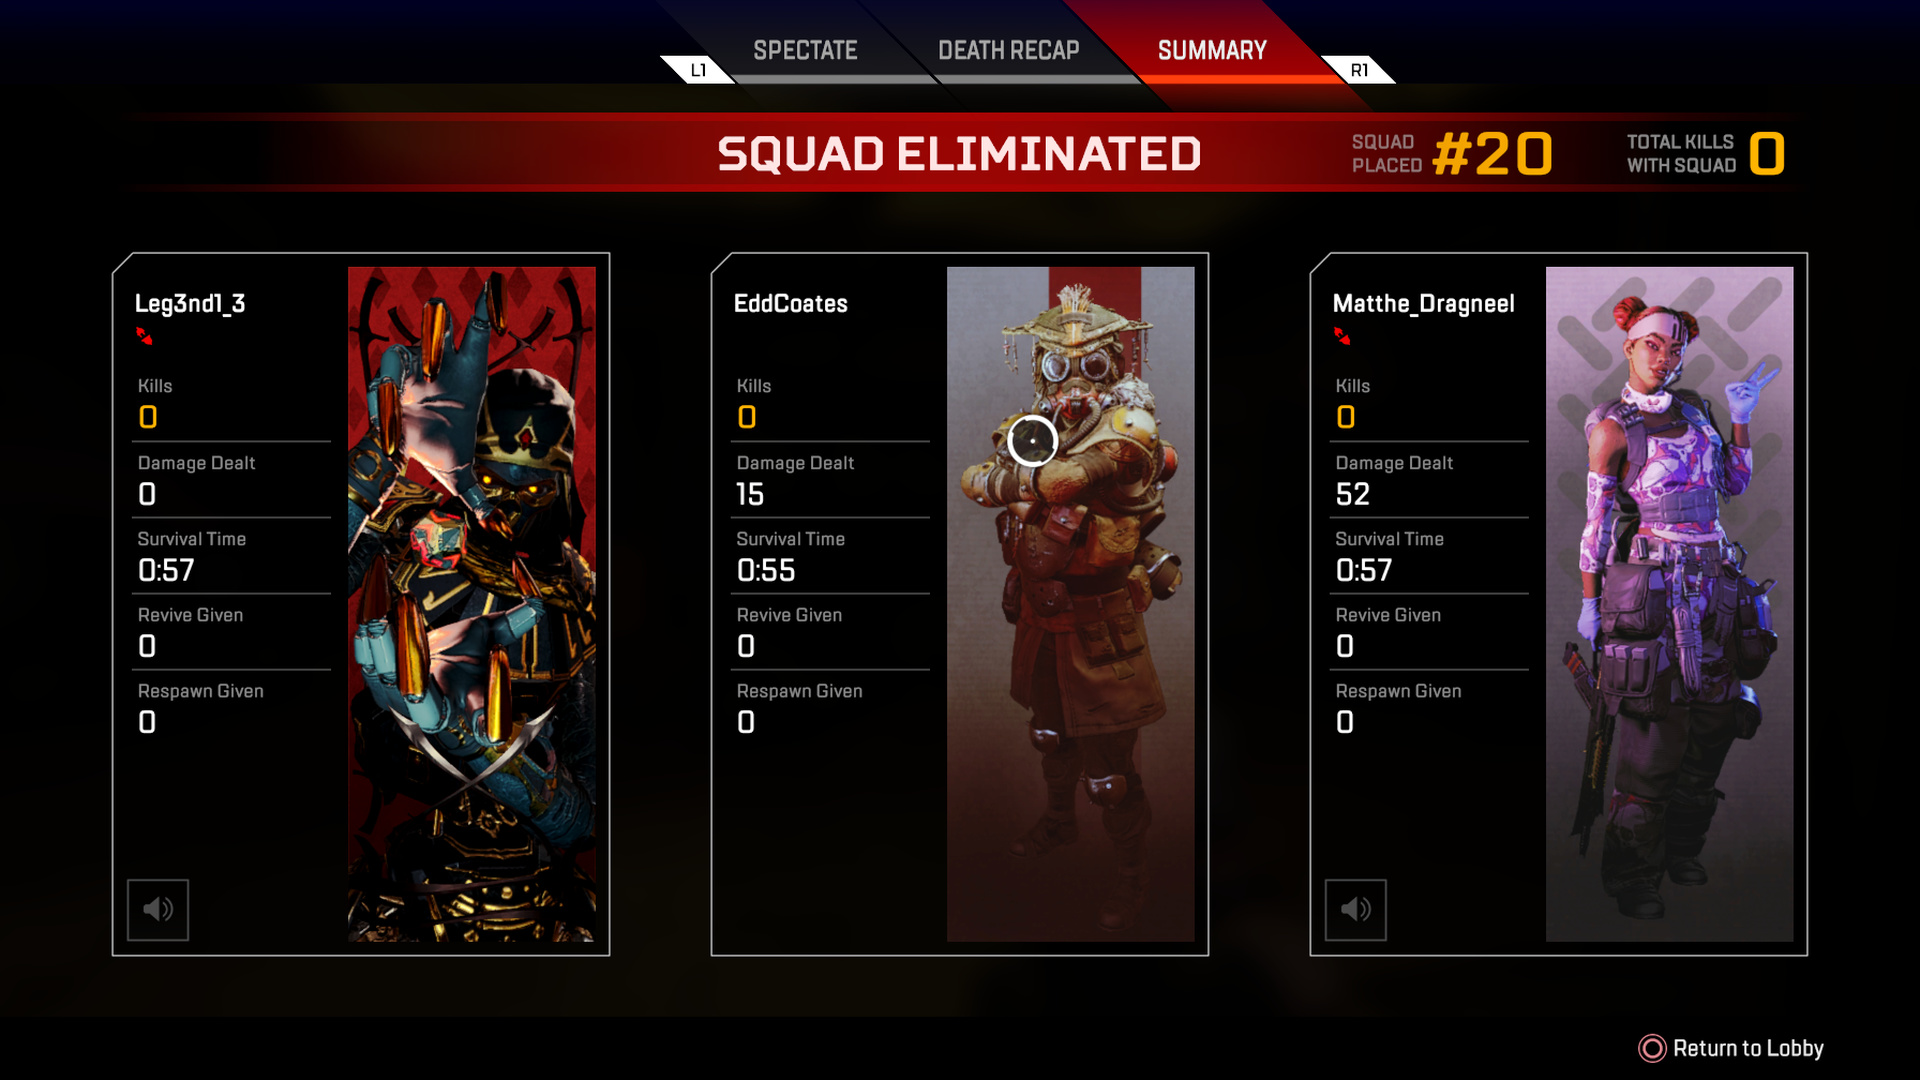 SPECTATE
DEATH RECAP
SUMMARY
L1
R1
SQUAD ELIMINATED
SQUAD
PLACED
#20
TOTAL KILLS
WITH SQUAD
0
Leg3nd1_3
Kills
0
Damage Dealt
0
Survival Time
0:57
Revive Given
0
Respawn Given
0
EddCoates
Kills
0
Damage Dealt
15
Survival Time
0:55
Revive Given
0
Respawn Given
0
Matthe_Dragneel
Kills
0
Damage Dealt
52
Survival Time
0:57
Revive Given
0
Respawn Given
0
Return to Lobby